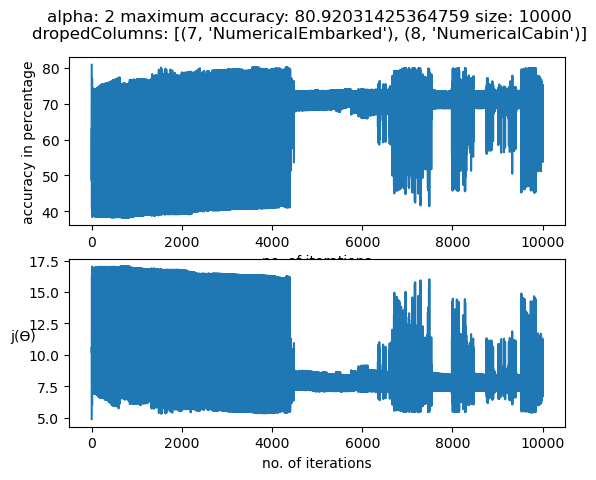 alpha: 2 maximum accuracy: 80.92031425364759 size: 10000
dropedColumns: [(7, 'NumericalEmbarked'), (8, 'NumericalCabin')]
accuracy in percentage
80
70
60
50
40
0 2000 4000 6000 8000 10000
no. of iterations
j(Θ)
17.5
15.0
12.5
10.0
7.5
5.0
0 2000 4000 6000 8000 10000
no. of iterations